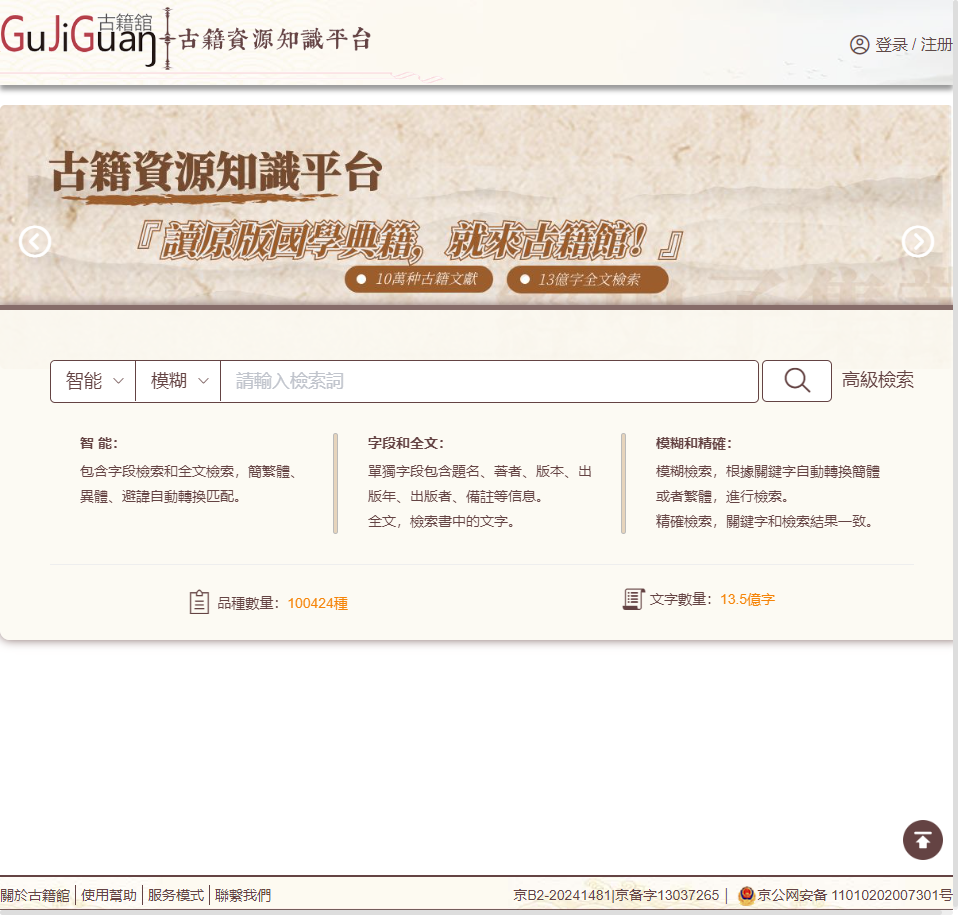 古籍館
GuJiGuan
古籍資源知識平台
登录 / 注册
古籍資源知識平台
『讀原版國學典籍，就來古籍館！』
10萬种古籍文獻
13億字全文檢索
智能
模糊
請輸入檢索詞
高級檢索
智 能：
包含字段檢索和全文檢索，簡繁體、
異體、避諱自動轉換匹配。
字段和全文：
單獨字段包含題名、著者、版本、出
版年、出版者、備註等信息。
全文，檢索書中的文字。
模糊和精確：
模糊檢索，根據關鍵字自動轉換簡體
或者繁體，進行檢索。
精確檢索，關鍵字和檢索結果一致。
品種數量：100424種
文字數量：13.5億字
關於古籍館 | 使用幫助 | 服务模式 | 聯繫我們
京B2-20241481|京备字13037265 | 京公网安备 11010202007301号